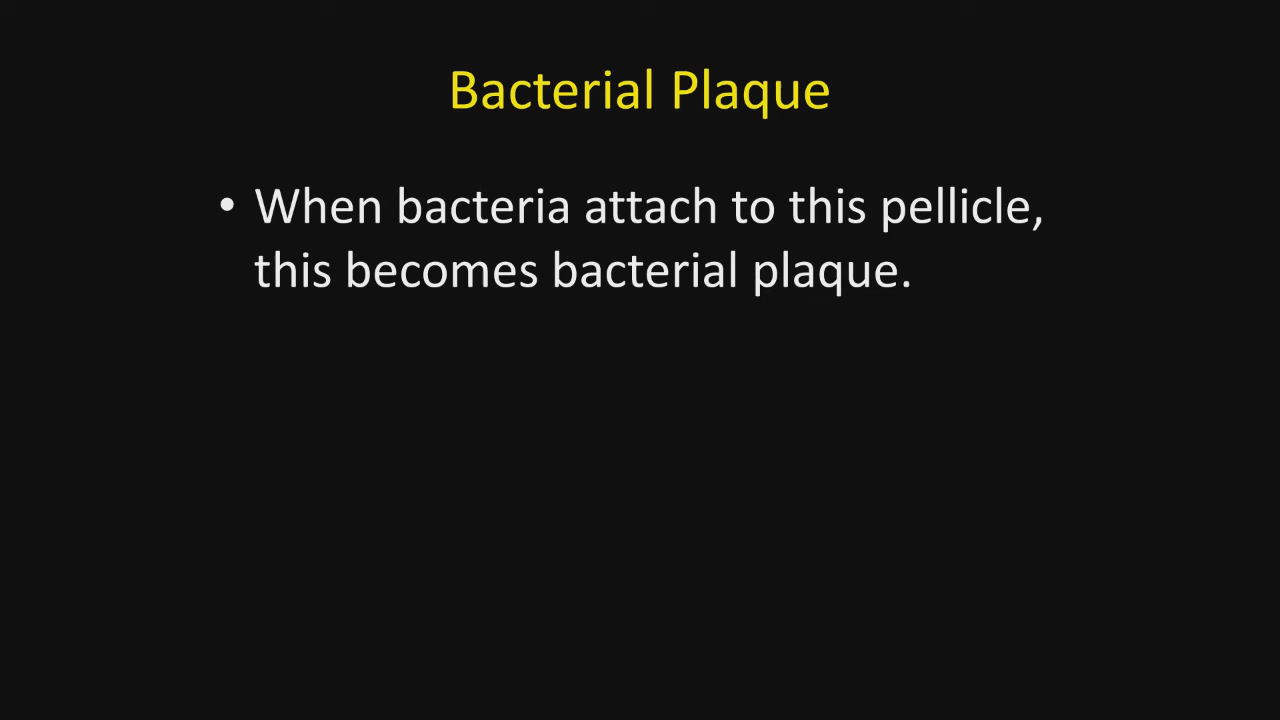 Bacterial Plaque
• When bacteria attach to this pellicle,
this becomes bacterial plaque.